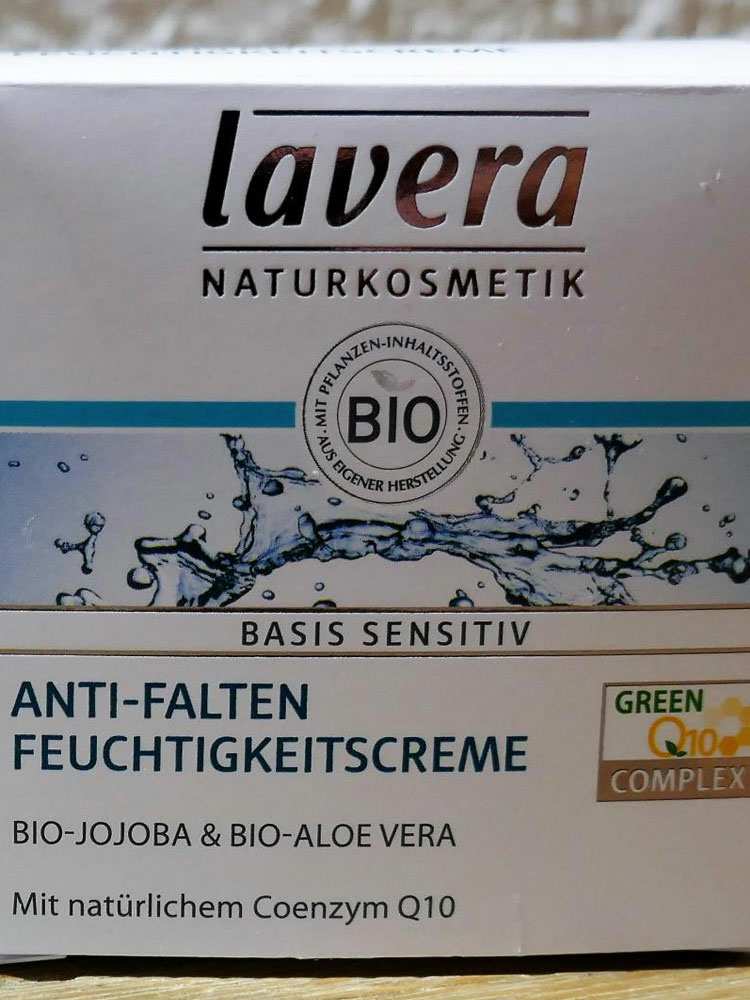 lavera
NATURKOSMETIK
· MIT PFLANZEN-INHALTSSTOFFEN ·
BIO
AUS EIGENER HERSTELLUNG
BASIS SENSITIV
ANTI-FALTEN
FEUCHTIGKEITSCREME
GREEN
Q10
COMPLEX
BIO-JOJOBA & BIO-ALOE VERA
Mit natürlichem Coenzym Q10